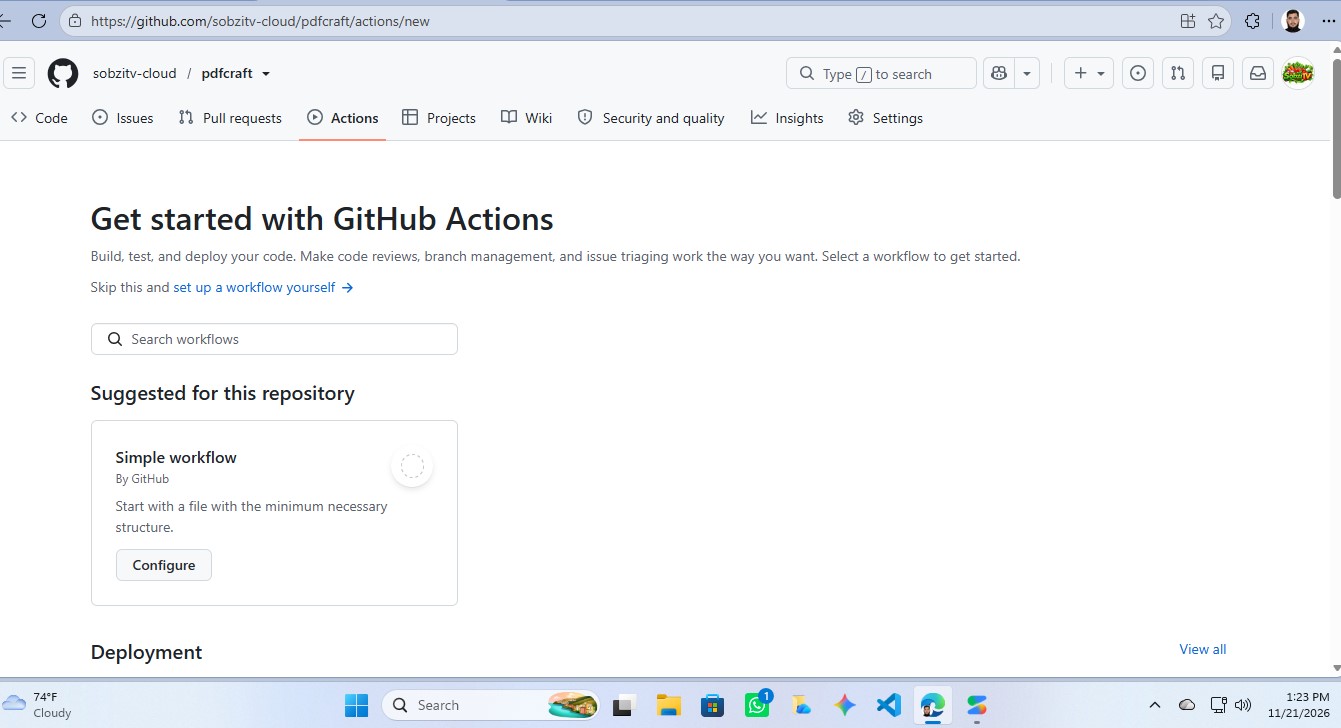 https://github.com/sobzitv-cloud/pdfcraft/actions/new
sobzitv-cloud / pdfcraft
Type / to search
Code
Issues
Pull requests
Actions
Projects
Wiki
Security and quality
Insights
Settings
Get started with GitHub Actions
Build, test, and deploy your code. Make code reviews, branch management, and issue triaging work the way you want. Select a workflow to get started.
Skip this and set up a workflow yourself →
Search workflows
Suggested for this repository
Simple workflow
By GitHub
Start with a file with the minimum necessary
structure.
Configure
Deployment
View all
74°F
Cloudy
Search
1
1:23 PM
11/21/2026